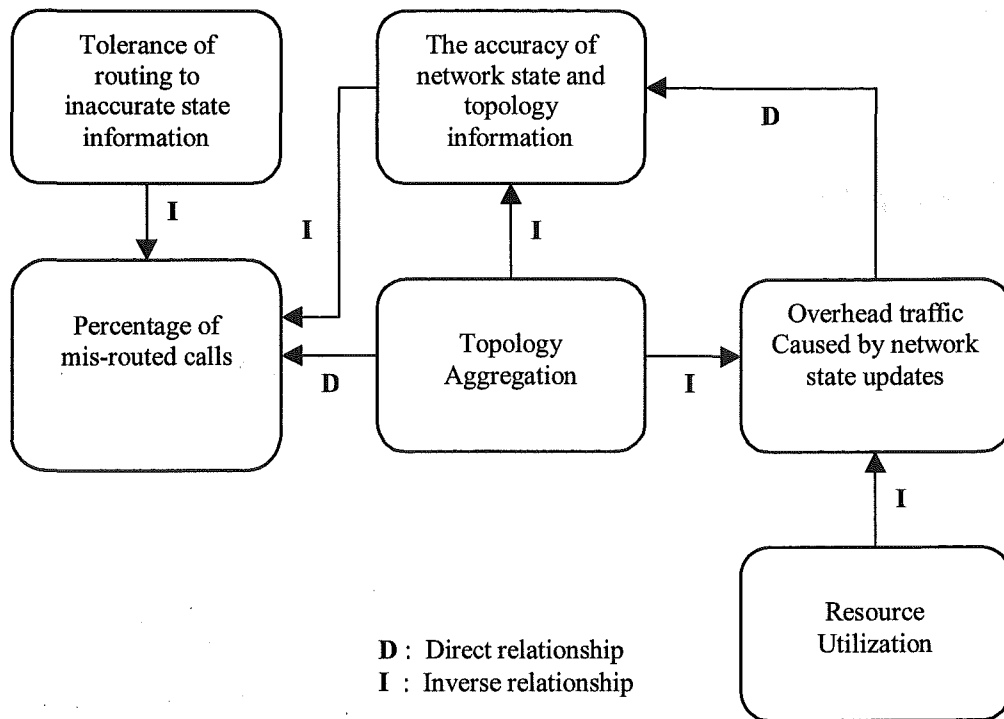 Tolerance of
routing to
inaccurate state
information
The accuracy of
network state and
topology
information
D
I
I
I
Percentage of
mis-routed calls
D
Topology
Aggregation
I
Overhead traffic
Caused by network
state updates
I
Resource
Utilization
D : Direct relationship
I : Inverse relationship